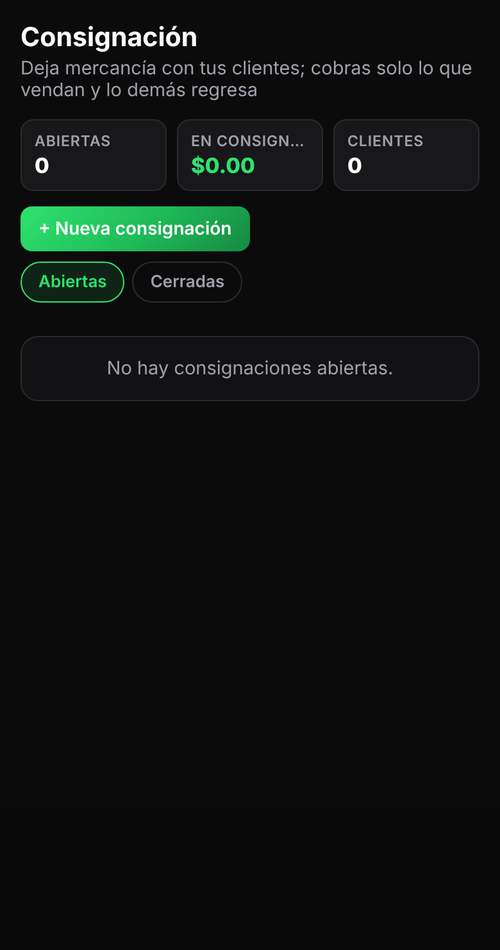 Consignación
Deja mercancía con tus clientes; cobras solo lo que
vendan y lo demás regresa
ABIERTAS
0
EN CONSIGN...
$0.00
CLIENTES
0
+ Nueva consignación
Abiertas
Cerradas
No hay consignaciones abiertas.